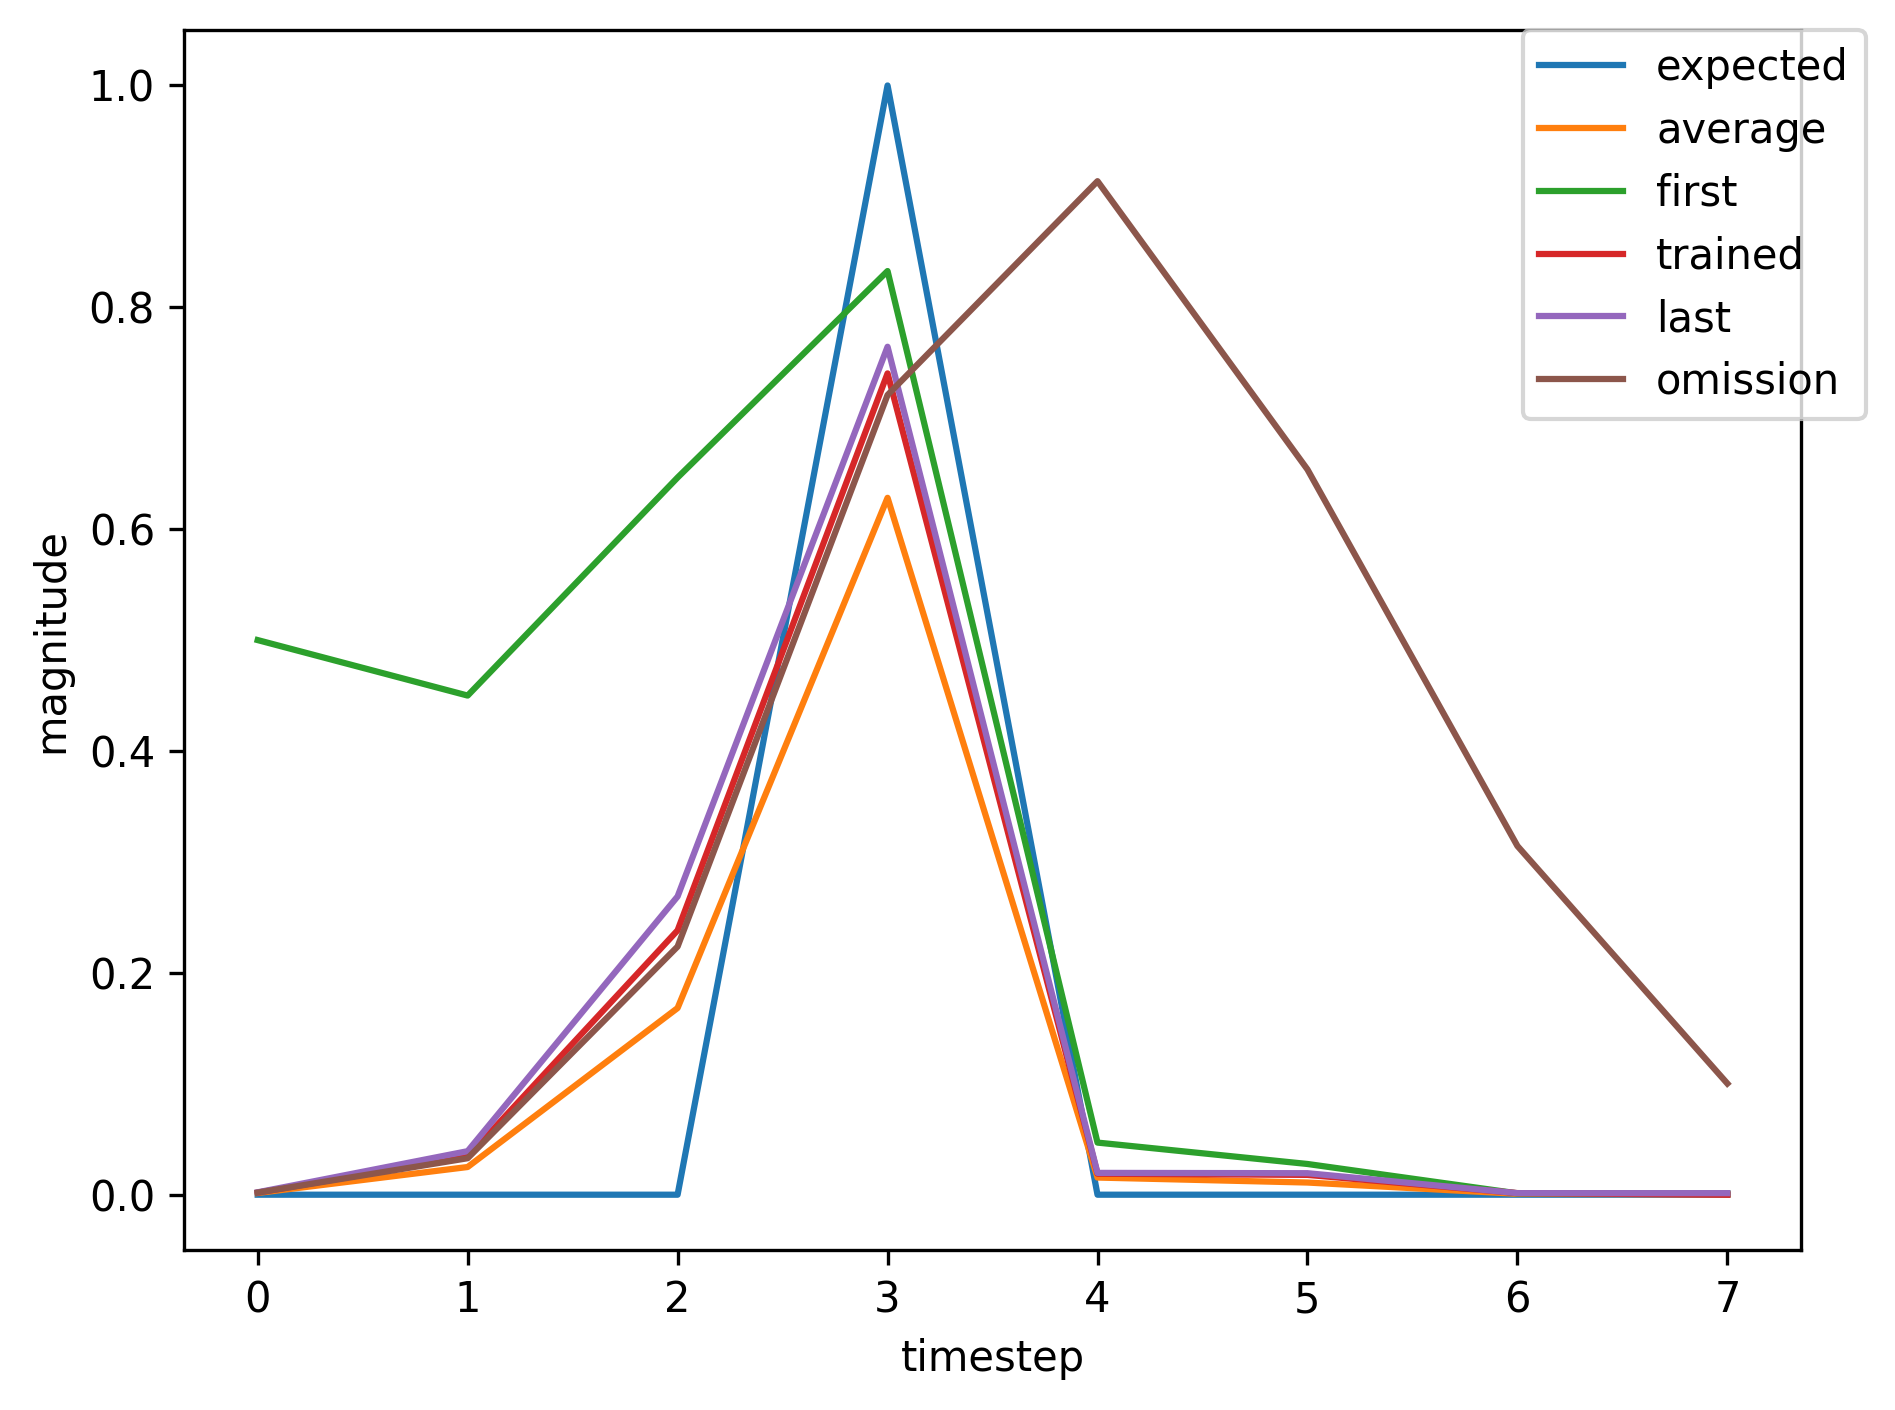 expected
average
first
trained
last
omission
1.0
0.8
0.6
0.4
0.2
0.0
magnitude
0 1 2 3 4 5 6 7
timestep